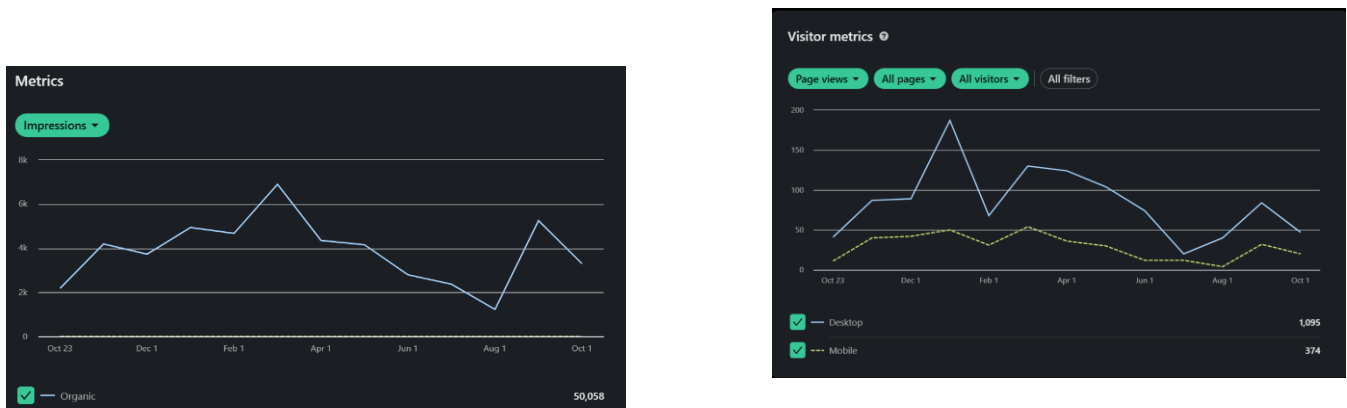 Metrics
Impressions
8k
6k
4k
2k
0
Oct 23 Dec 1 Feb 1 Apr 1 Jun 1 Aug 1 Oct 1
Organic 50,058
Visitor metrics
Page views All pages All visitors All filters
200
150
100
50
0
Oct 23 Dec 1 Feb 1 Apr 1 Jun 1 Aug 1 Oct 1
Desktop 1,095
Mobile 374